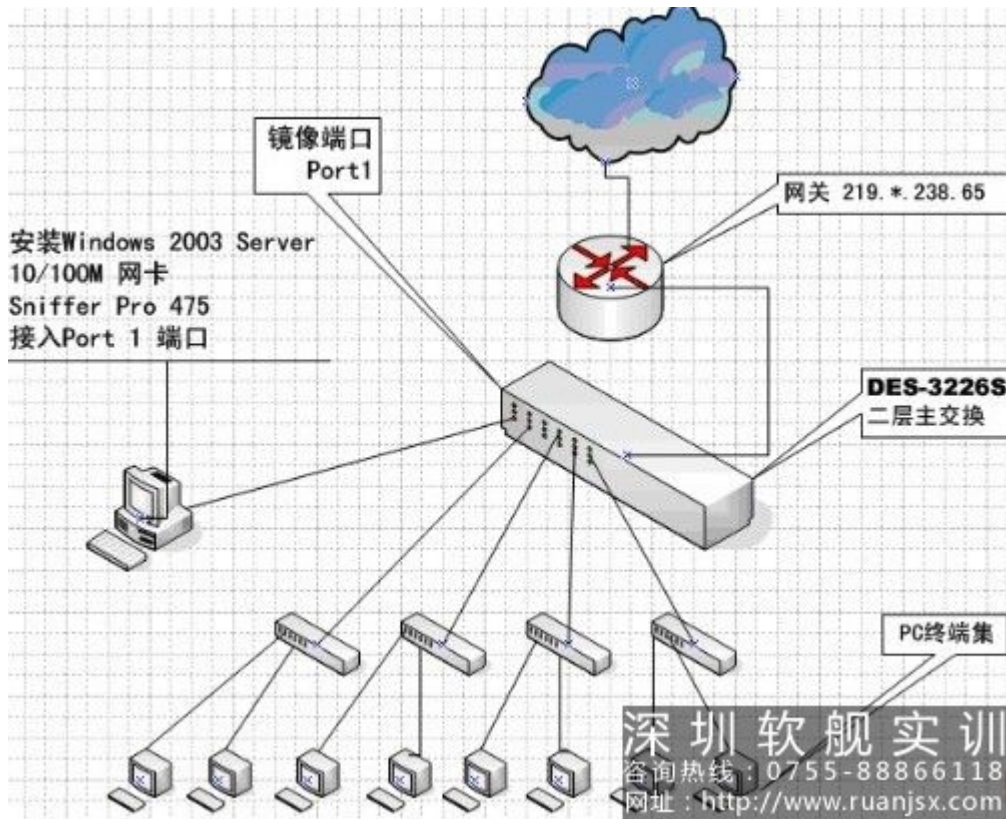 镜像端口
Port1
网关 219.*.238.65
安装Windows 2003 Server
10/100M 网卡
Sniffer Pro 475
接入Port 1 端口
DES-3226S
二层主交换
PC终端集
深圳软舰实训
咨询热线：0755-88866118
网址：http://www.ruanjsx.com